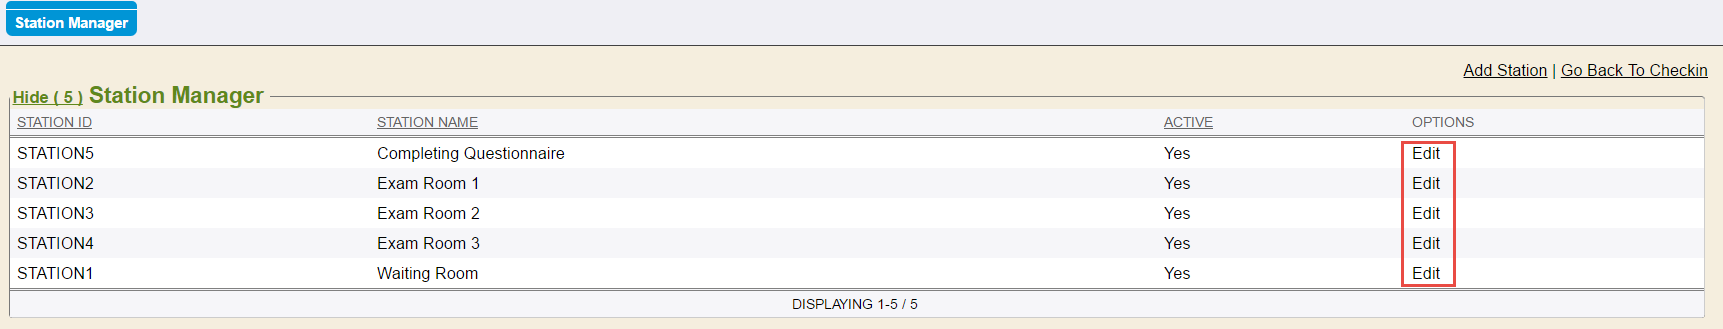 Station Manager
Add Station | Go Back To Checkin
Hide ( 5 ) Station Manager
STATION ID STATION NAME ACTIVE OPTIONS
STATION5 Completing Questionnaire Yes Edit
STATION2 Exam Room 1 Yes Edit
STATION3 Exam Room 2 Yes Edit
STATION4 Exam Room 3 Yes Edit
STATION1 Waiting Room Yes Edit
DISPLAYING 1-5 / 5